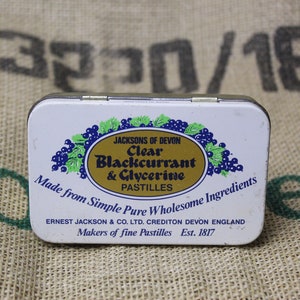 JACKSONS OF DEVON
Clear
Blackcurrant
& Glycerine
PASTILLES
Made from Simple Pure Wholesome Ingredients
ERNEST JACKSON & CO. LTD. CREDITON DEVON ENGLAND
Makers of fine Pastilles Est. 1817